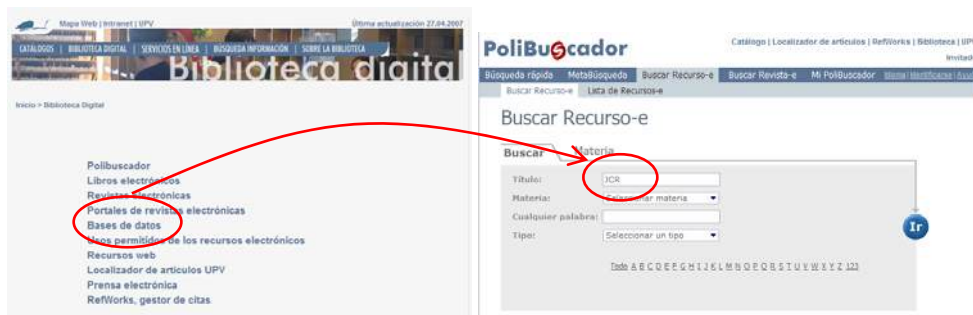 Mapa Web | Intranet | UPV
Última actualización 27.04.2007
CATÁLOGOS | BIBLIOTECA DIGITAL | SERVICIOS EN LÍNEA | BÚSQUEDA INFORMACIÓN | SOBRE LA BIBLIOTECA
Biblioteca digital
Inicio > Biblioteca Digital
Polibuscador
Libros electrónicos
Revistas electrónicas
Portales de revistas electrónicas
Bases de datos
Usos permitidos de los recursos electrónicos
Recursos web
Localizador de artículos UPV
Prensa electrónica
RefWorks, gestor de citas
PoliBuscador
Catálogo | Localizador de artículos | RefWorks | Biblioteca | UPV
Invitado
Búsqueda rápida MetaBúsqueda Buscar Recurso-e Buscar Revista-e Mi PoliBuscador
Buscar Recurso-e Lista de Recursos-e
Buscar Recurso-e
Buscar Materia
Título: JCR
Materia: Seleccionar materia
Cualquier palabra:
Tipo: Seleccionar un tipo
Ir
Todo A B C D E F G H I J K L M N O P Q R S T U V W X Y Z 123